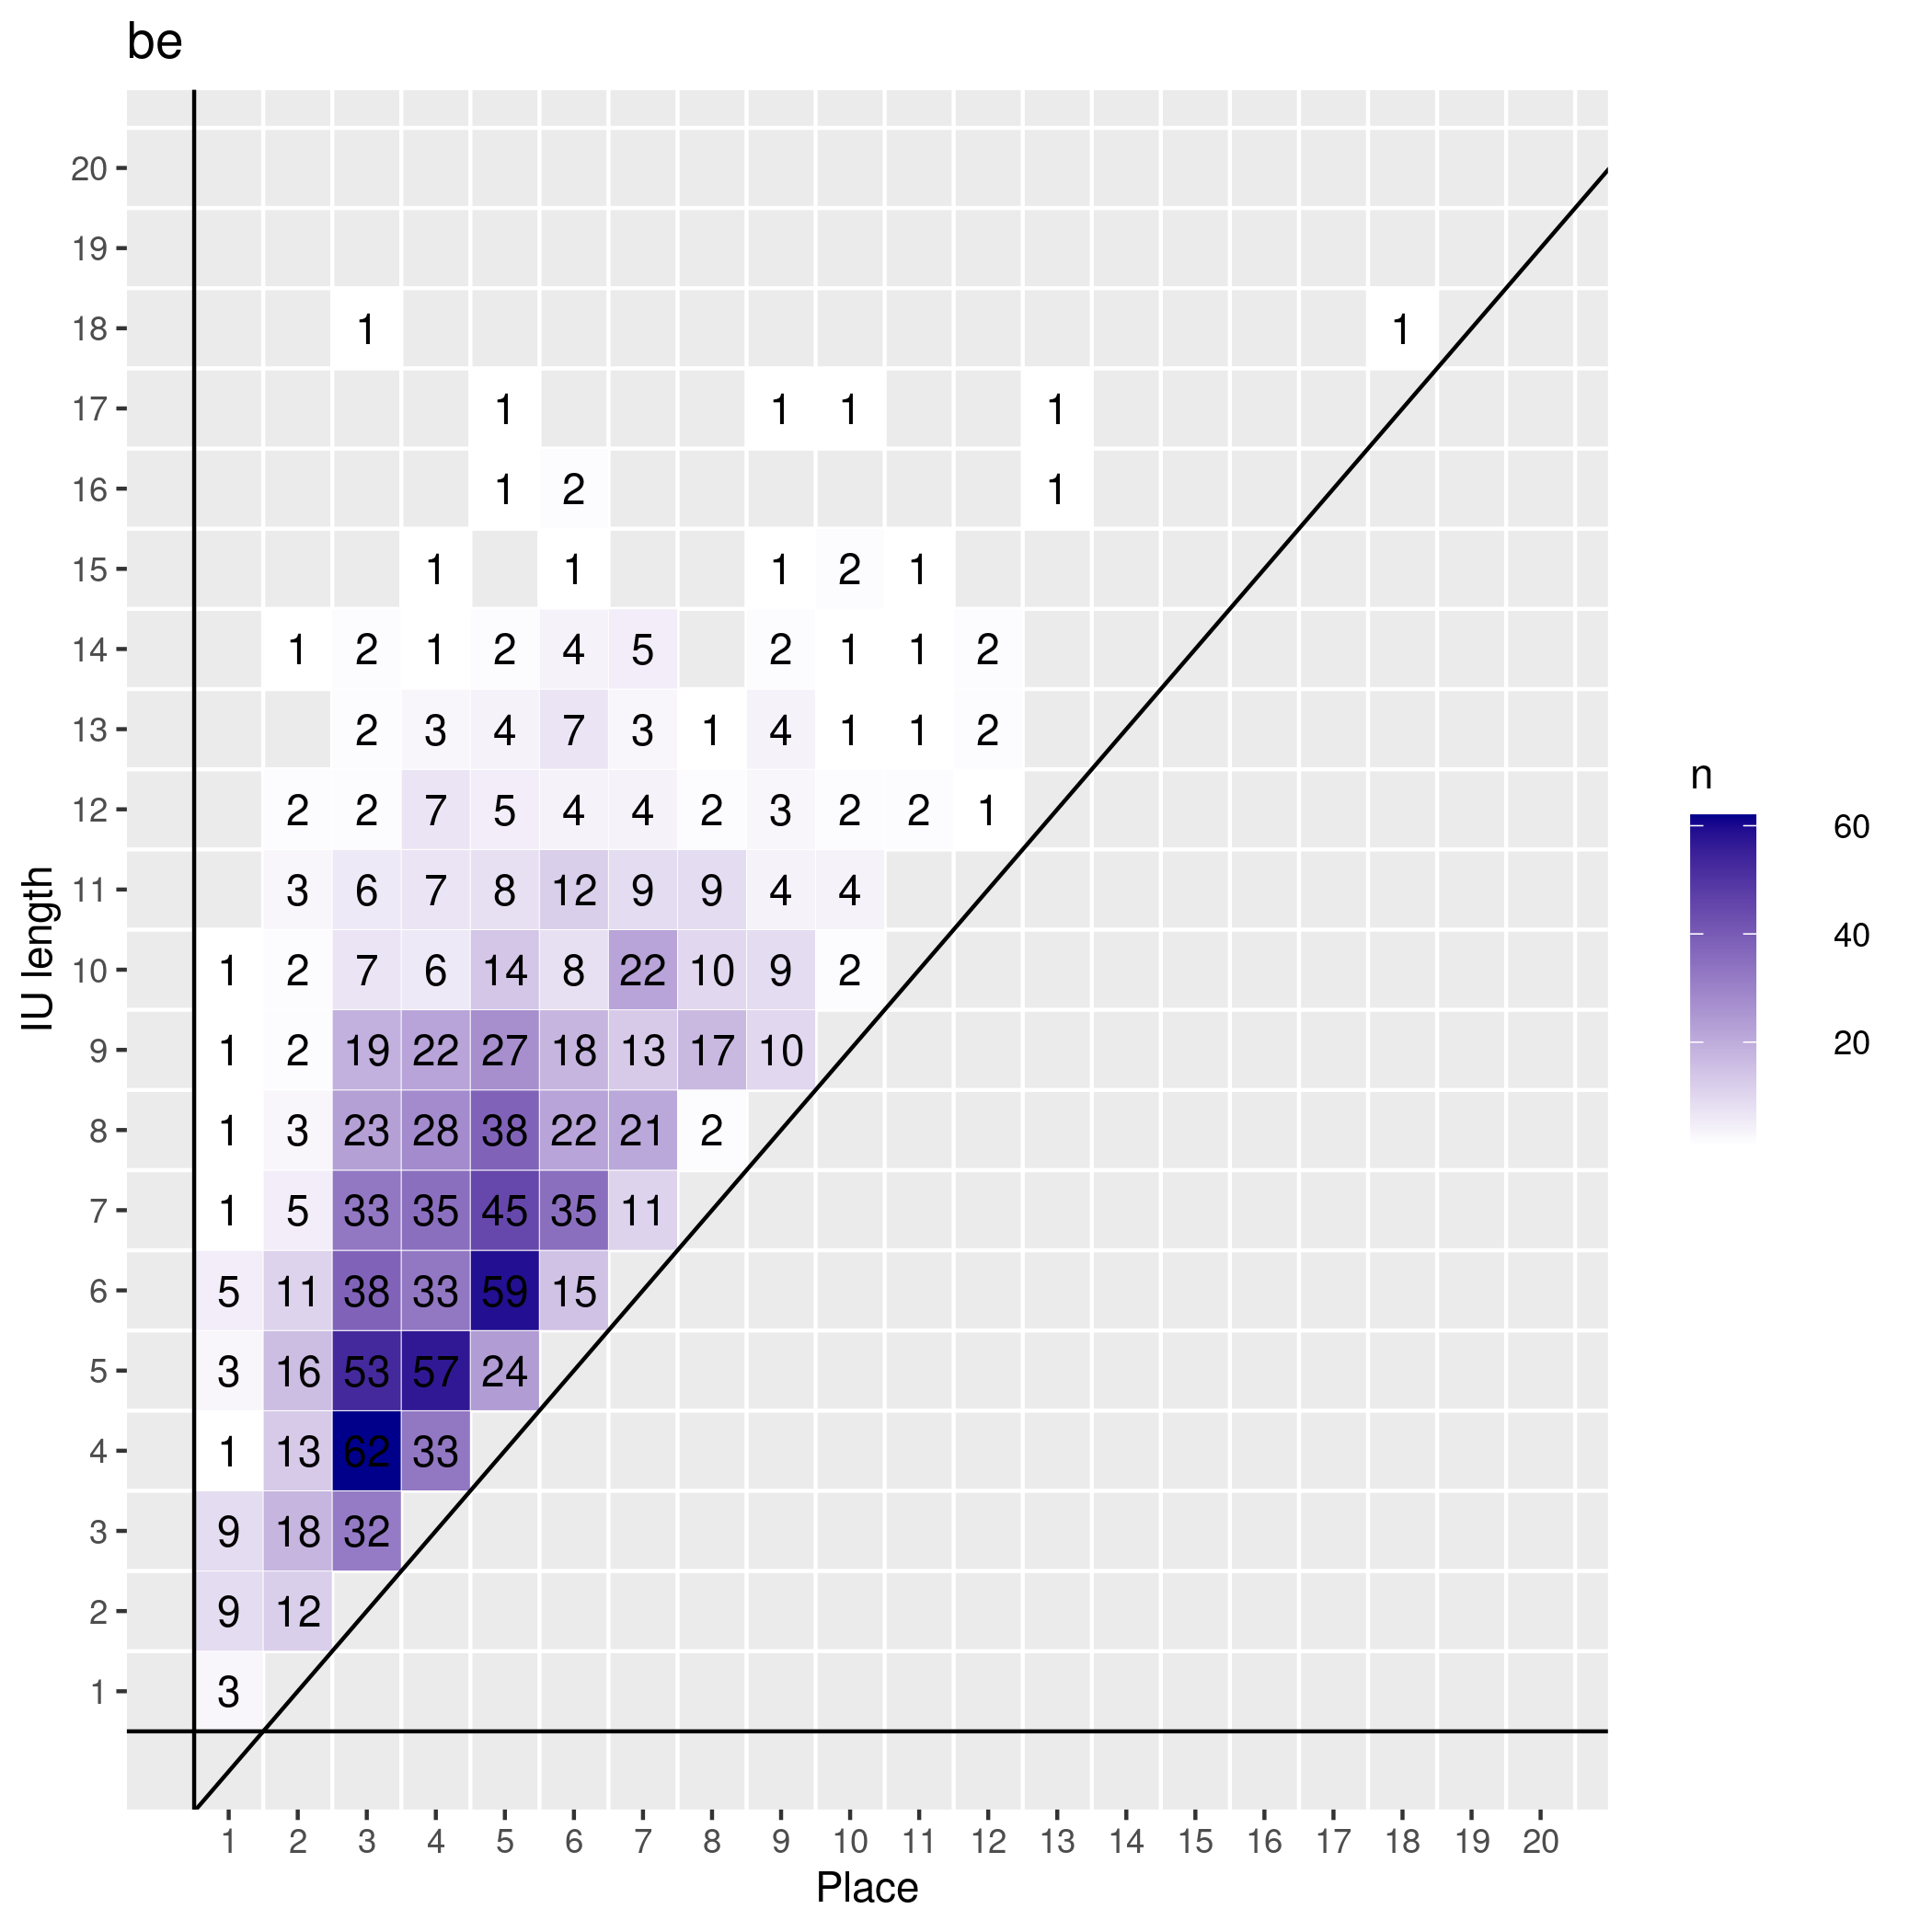 be
20
19
18 1 1
17 1 1 1 1
16 1 2 1
15 1 1 1 2 1
14 1 2 1 2 4 5 2 1 1 2
13 2 3 4 7 3 1 4 1 1 2
12 2 2 7 5 4 4 2 3 2 2 1
11 3 6 7 8 12 9 9 4 4
10 1 2 7 6 14 8 22 10 9 2
9 1 2 19 22 27 18 13 17 10
8 1 3 23 28 38 22 21 2
7 1 5 33 35 45 35 11
6 5 11 38 33 59 15
5 3 16 53 57 24
4 1 13 62 33
3 9 18 32
2 9 12
1 3
1 2 3 4 5 6 7 8 9 10 11 12 13 14 15 16 17 18 19 20
Place
IU length
n
60
40
20